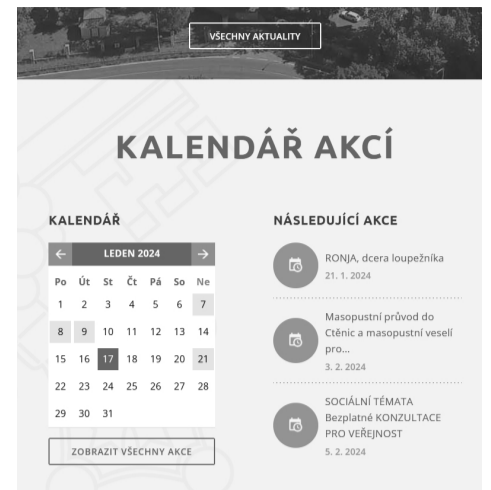 VŠECHNY AKTUALITY
KALENDÁŘ AKCÍ
KALENDÁŘ
LEDEN 2024
Po Út St Čt Pá So Ne
1 2 3 4 5 6 7
8 9 10 11 12 13 14
15 16 17 18 19 20 21
22 23 24 25 26 27 28
29 30 31
ZOBRAZIT VŠECHNY AKCE
NÁSLEDUJÍCÍ AKCE
RONJA, dcera loupežníka
21. 1. 2024
Masopustní průvod do
Ctěnic a masopustní veselí
pro...
3. 2. 2024
SOCIÁLNÍ TÉMATA
Bezplatné KONZULTACE
PRO VEŘEJNOST
5. 2. 2024